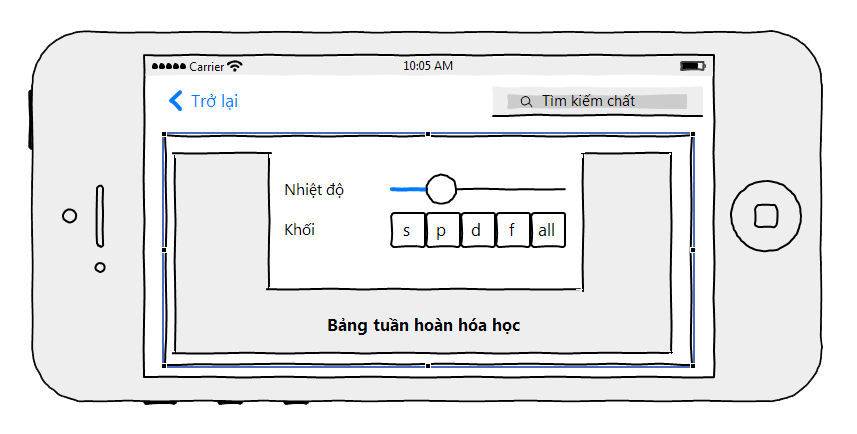 Carrier 10:05 AM
Trở lại Tìm kiếm chất
Nhiệt độ
Khối s p d f all
Bảng tuần hoàn hóa học